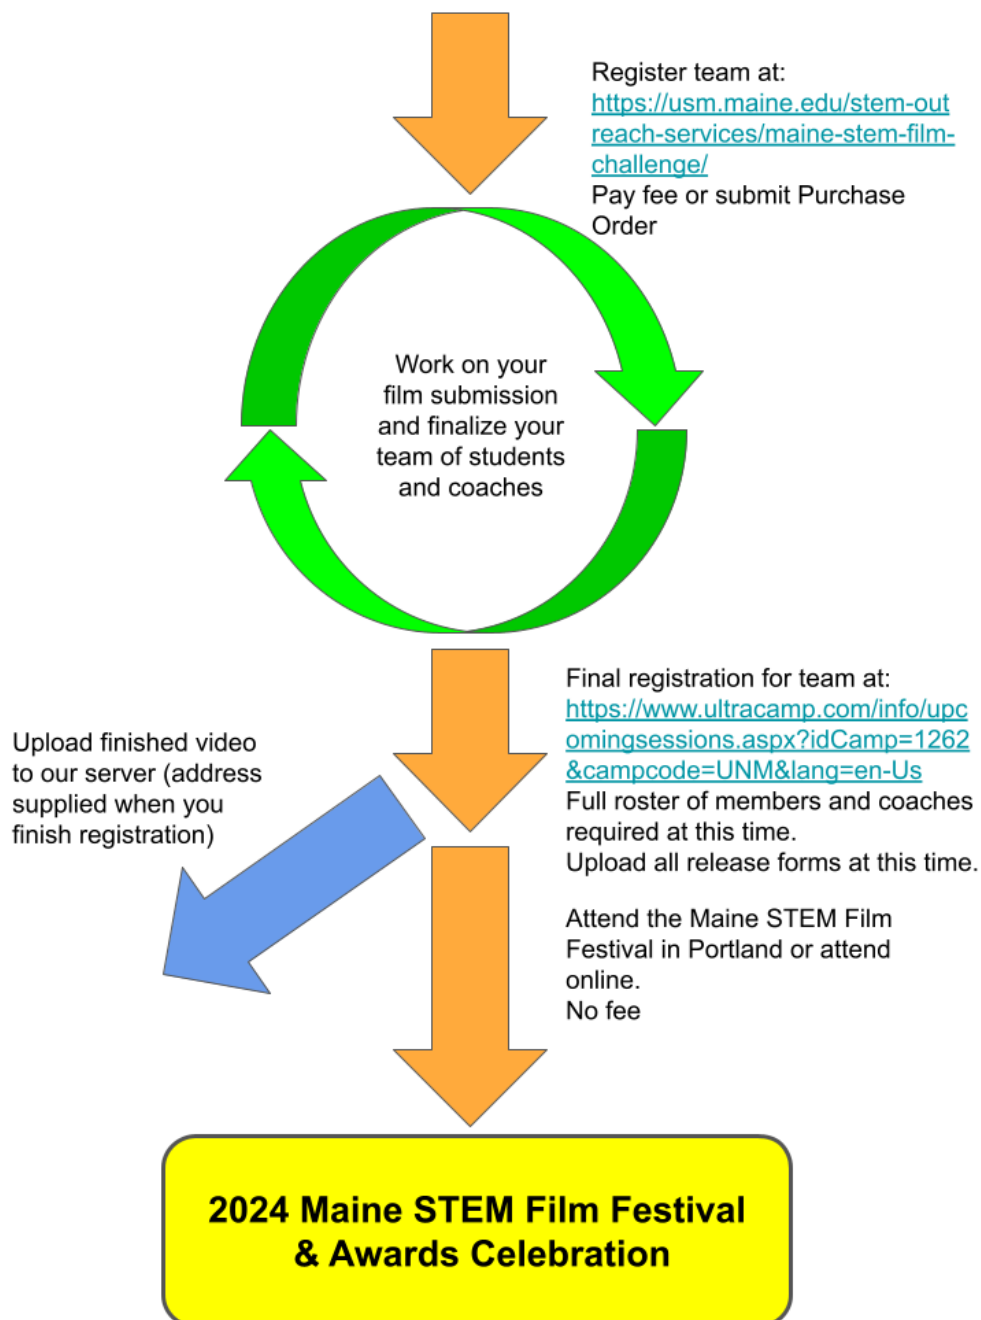 Register team at:
https://usm.maine.edu/stem-out
reach-services/maine-stem-film-
challenge/
Pay fee or submit Purchase
Order
Work on your
film submission
and finalize your
team of students
and coaches
Final registration for team at:
https://www.ultracamp.com/info/upc
omingsessions.aspx?idCamp=1262
&campcode=UNM&lang=en-Us
Full roster of members and coaches
required at this time.
Upload all release forms at this time.
Upload finished video
to our server (address
supplied when you
finish registration)
Attend the Maine STEM Film
Festival in Portland or attend
online.
No fee
2024 Maine STEM Film Festival
& Awards Celebration